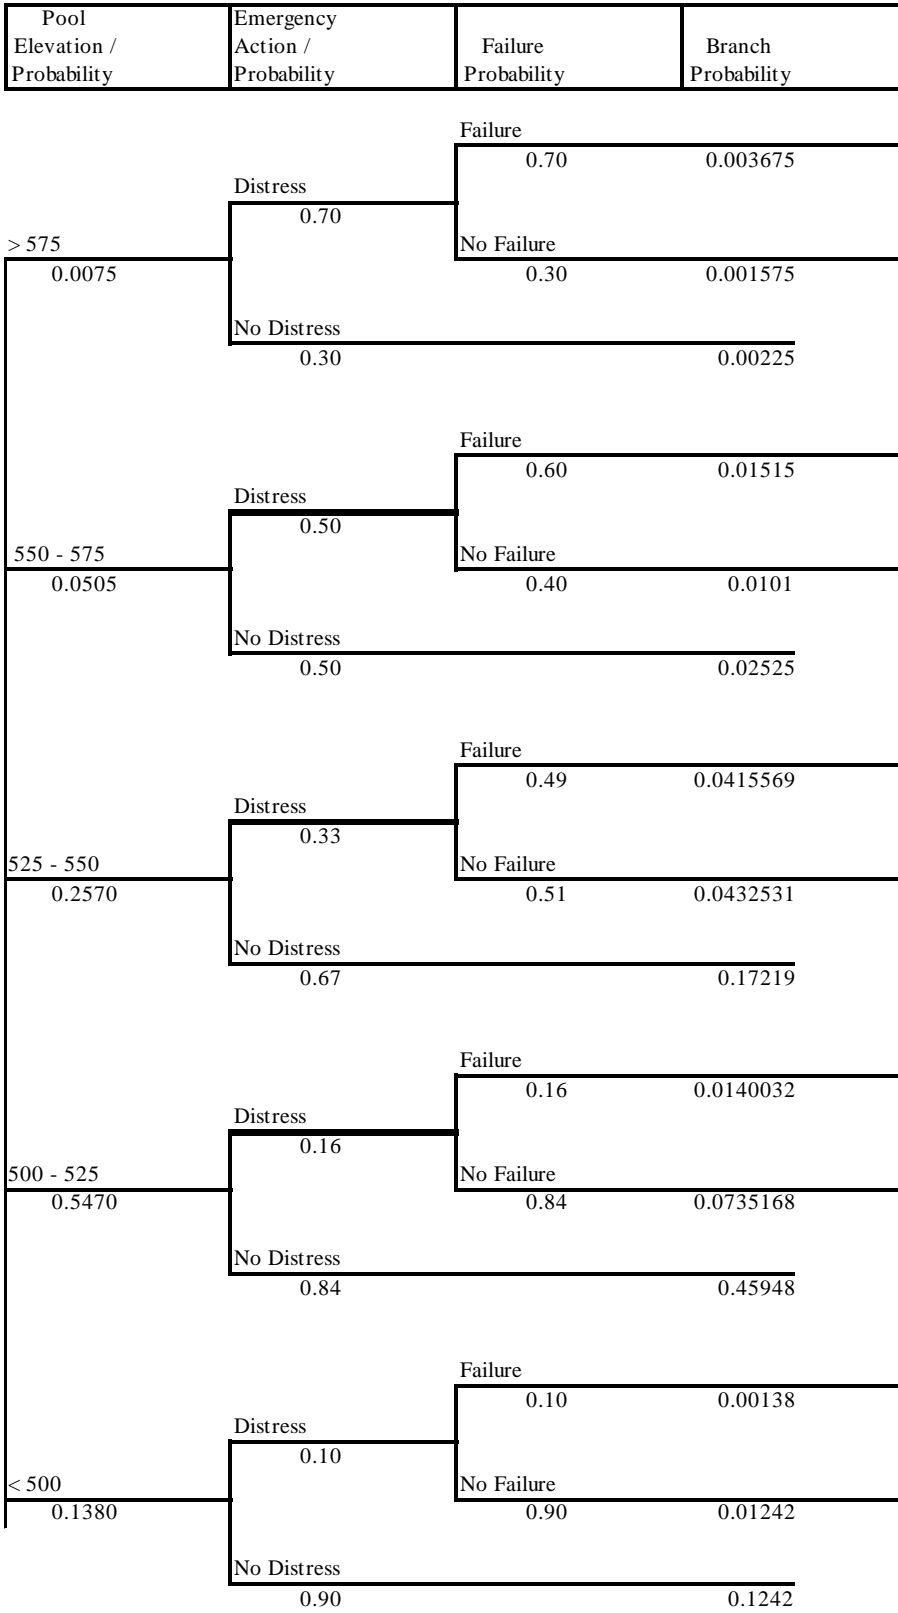 Pool Emergency
Elevation / Action / Failure Branch
Probability Probability Probability Probability
Failure
0.70 0.003675
Distress
0.70
> 575 No Failure
0.0075 0.30 0.001575
No Distress
0.30 0.00225
Failure
0.60 0.01515
Distress
0.50
550 - 575 No Failure
0.0505 0.40 0.0101
No Distress
0.50 0.02525
Failure
0.49 0.0415569
Distress
0.33
525 - 550 No Failure
0.2570 0.51 0.0432531
No Distress
0.67 0.17219
Failure
0.16 0.0140032
Distress
0.16
500 - 525 No Failure
0.5470 0.84 0.0735168
No Distress
0.84 0.45948
Failure
0.10 0.00138
Distress
0.10
< 500 No Failure
0.1380 0.90 0.01242
No Distress
0.90 0.1242